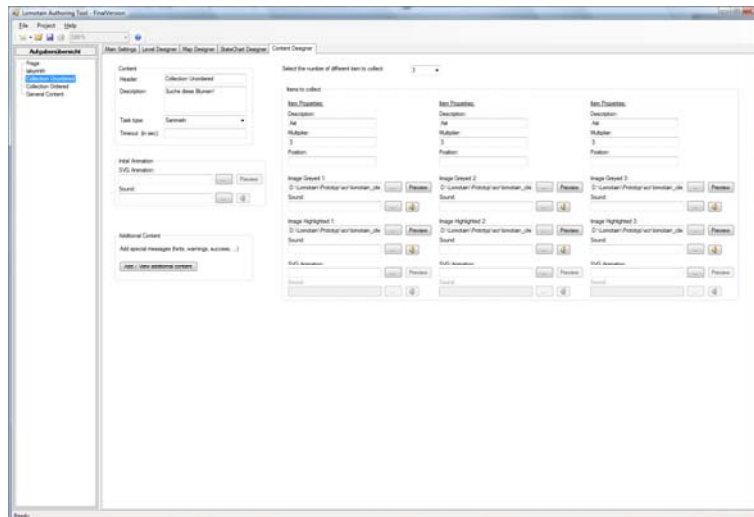 Lomotain Authoring Tool - FinalVersion
File Project Help
100%
Aufgabenübersicht
Page
labyrinth
Collection Unordered
Collection Ordered
General Content
Main Settings Level Designer Map Designer StateChart Designer Content Designer
Content
Header: Collection Unordered
Description: Suche diese Blumen!
Task type: Sammeln
Timeout (in sec)
Initial Animation
SVG Animation:
... Preview
Sound:
...
Additional Content
Add special messages (hints, warnings, success, ...)
Add / View additional content
Select the number of different item to collect: 3
Items to collect
Item Properties: Item Properties: Item Properties:
Description: Description: Description:
Multiplier: Multiplier: Multiplier:
3 3 3
Position: Position: Position:
Image Greyed 1: Image Greyed 2: Image Greyed 3:
... Preview ... Preview ... Preview
Sound: Sound: Sound:
... ... ...
Image Highlighted 1: Image Highlighted 2: Image Highlighted 3:
... Preview ... Preview ... Preview
Sound: Sound: Sound:
... ... ...
SVG Animation: SVG Animation: SVG Animation:
... Preview ... Preview ... Preview
Sound: Sound: Sound:
... ... ...
Ready